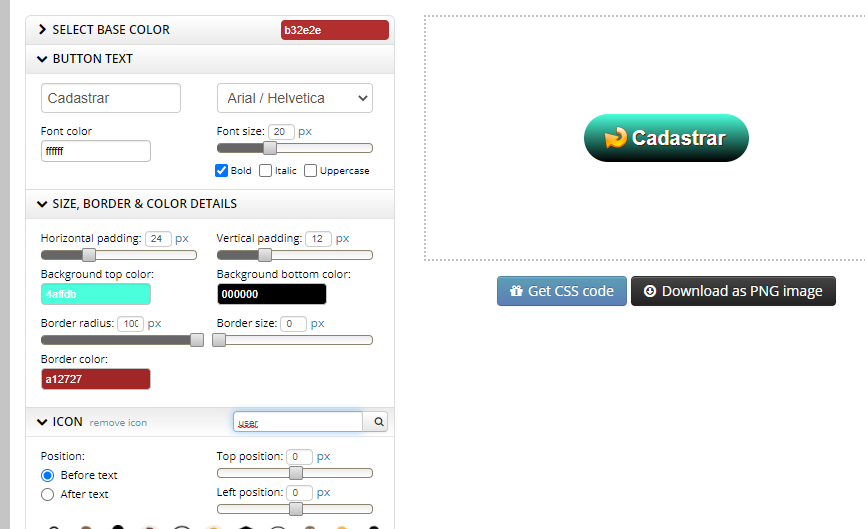 SELECT BASE COLOR
b32e2e
BUTTON TEXT
Cadastrar
Arial / Helvetica
Font color
ffffff
Font size: 20 px
Bold Italic Uppercase
SIZE, BORDER & COLOR DETAILS
Horizontal padding: 24 px
Vertical padding: 12 px
Background top color:
4affdb
Background bottom color:
000000
Border radius: 100 px
Border size: 0 px
Border color:
a12727
ICON remove icon
user
Position:
Before text
After text
Top position: 0 px
Left position: 0 px
Cadastrar
Get CSS code
Download as PNG image